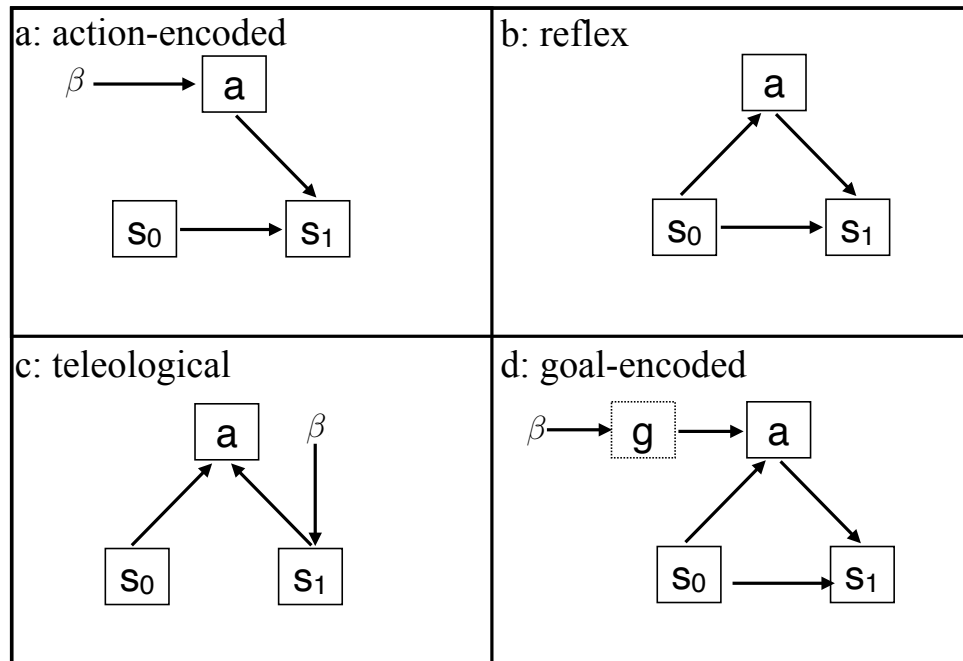 a: action-encoded
β
a
s₀
s₁
b: reflex
a
s₀
s₁
c: teleological
a
β
s₀
s₁
d: goal-encoded
β
g
a
s₀
s₁